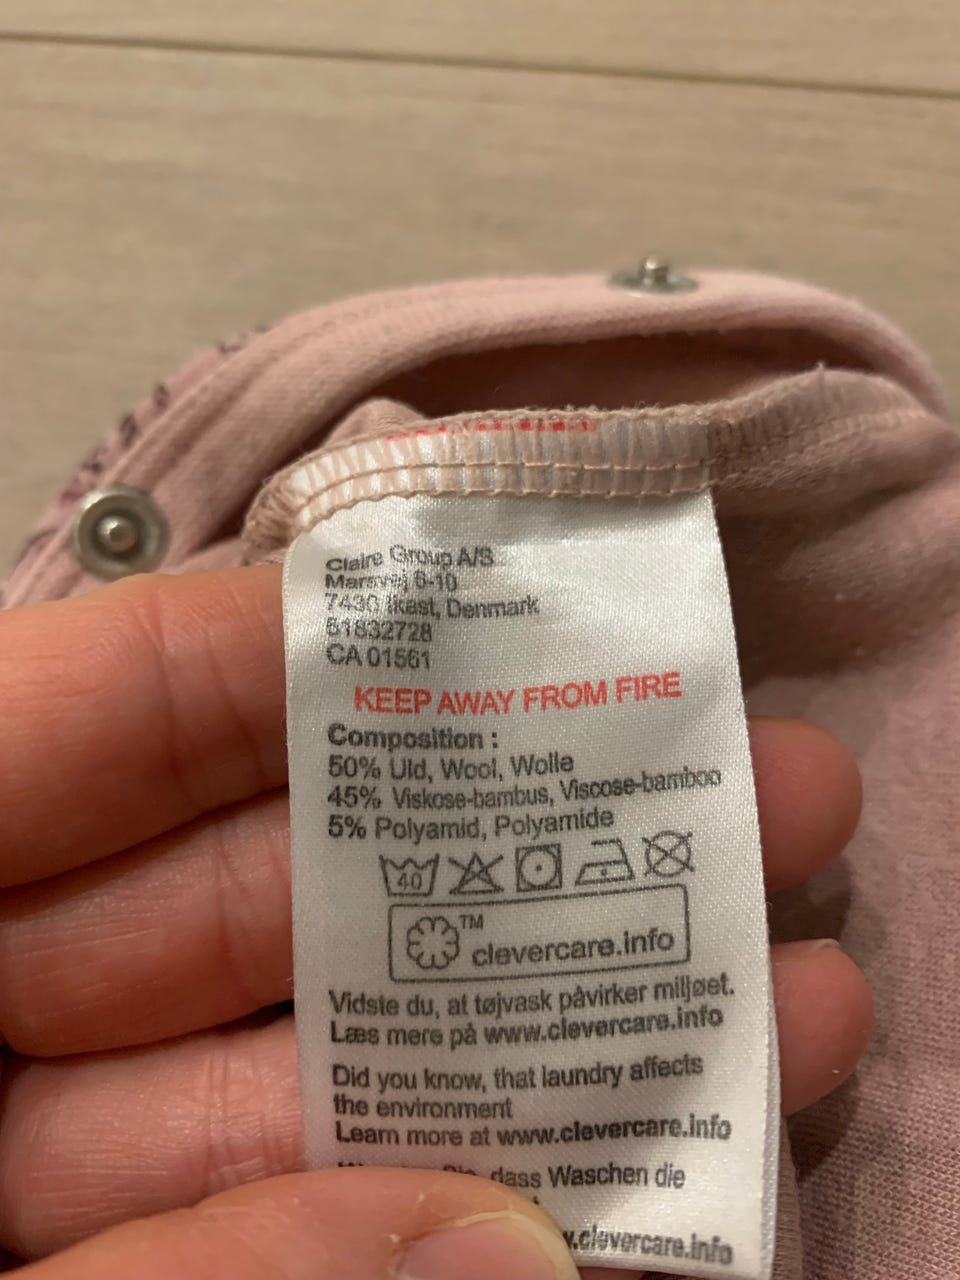 Claire Group A/S
Marsvej 6-10
7430 Ikast, Denmark
61832728
CA 01561
KEEP AWAY FROM FIRE
Composition :
50% Uld, Wool, Wolle
45% Viskose-bambus, Viscose-bamboo
5% Polyamid, Polyamide
40
TM
clevercare.info
Vidste du, at tøjvask påvirker miljøet.
Læs mere på www.clevercare.info
Did you know, that laundry affects
the environment
Learn more at www.clevercare.info
dass Waschen die
.clevercare.info